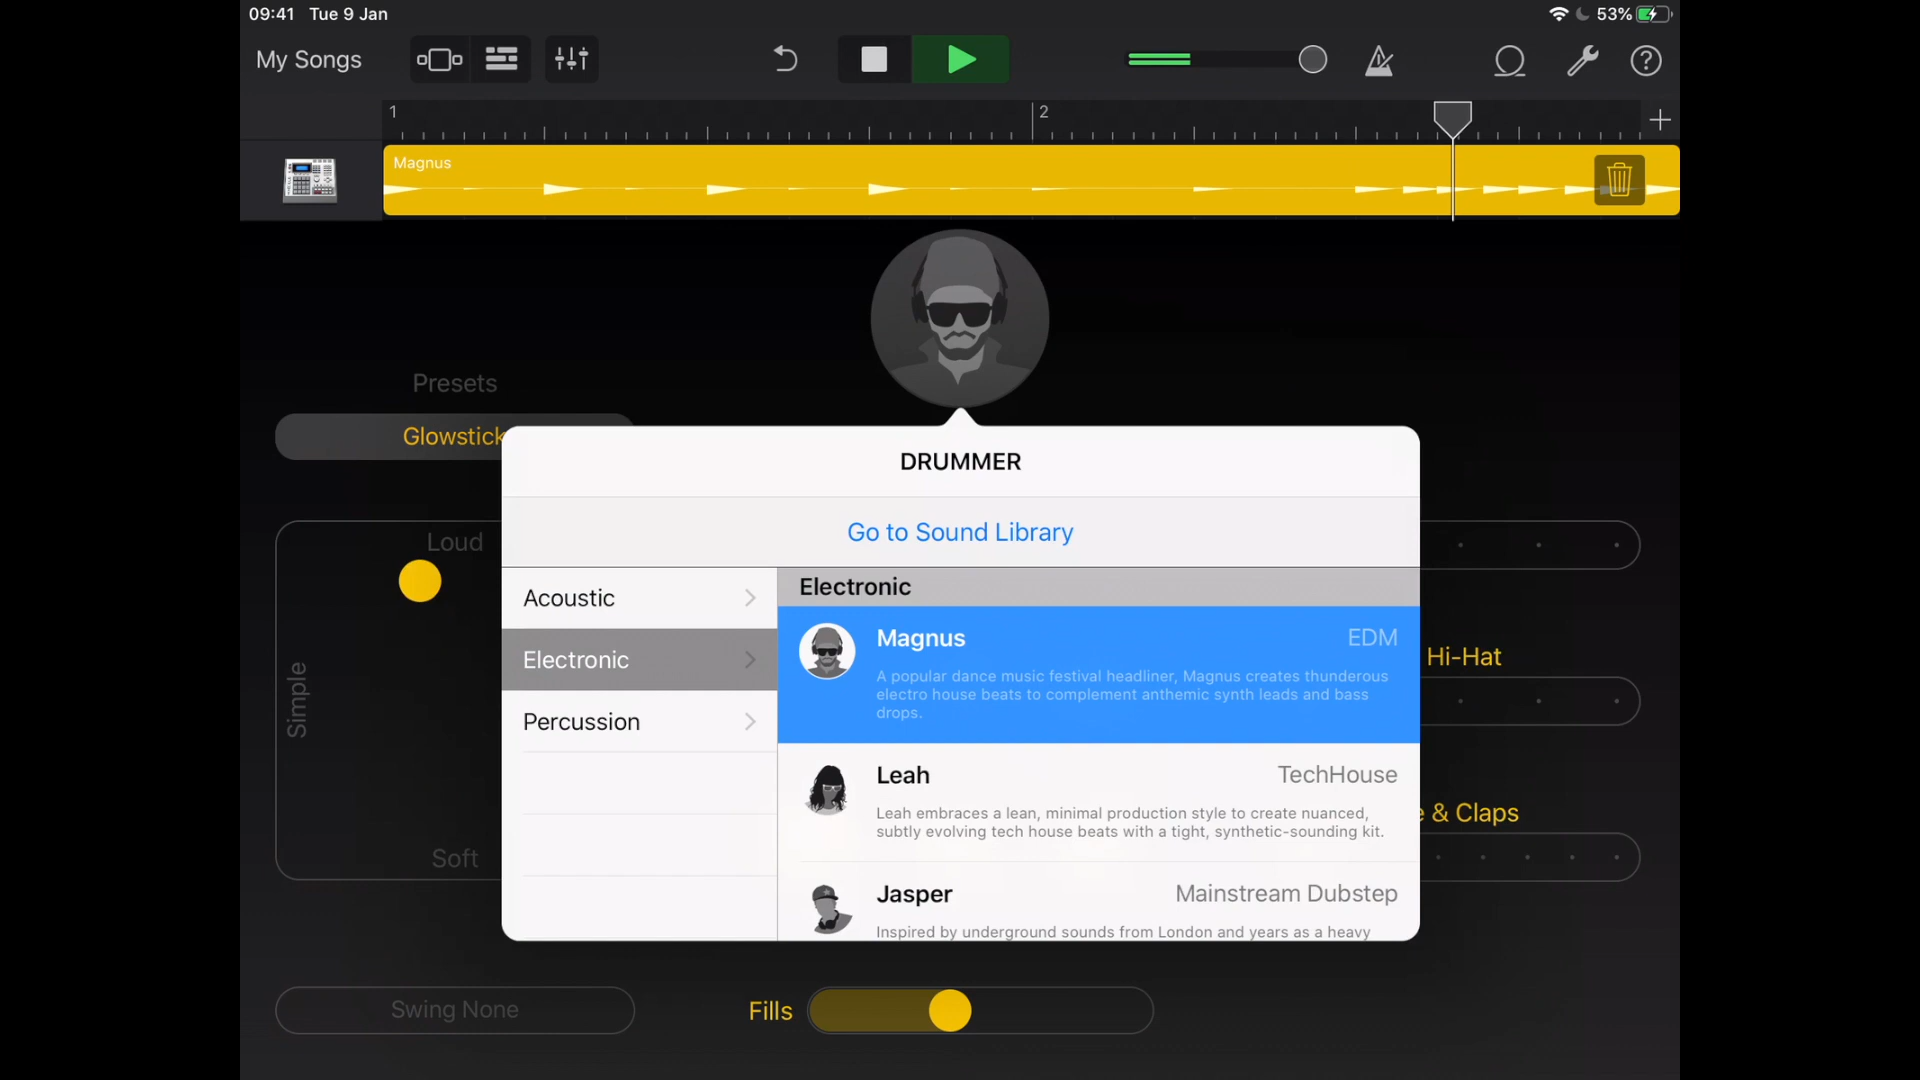 09:41 Tue 9 Jan
53%
My Songs
1
2
Magnus
Presets
Glowstick
Loud
Simple
Soft
DRUMMER
Go to Sound Library
Acoustic
Electronic
Percussion
Electronic
Magnus EDM
A popular dance music festival headliner, Magnus creates thunderous
electro house beats to complement anthemic synth leads and bass
drops.
Leah TechHouse
Leah embraces a lean, minimal production style to create nuanced,
subtly evolving tech house beats with a tight, synthetic-sounding kit.
Jasper Mainstream Dubstep
Inspired by underground sounds from London and years as a heavy
Hi-Hat
& Claps
Swing None
Fills